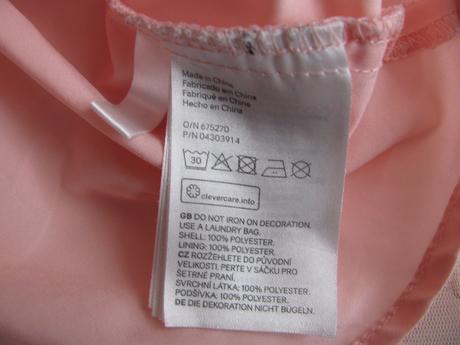 Made in China
Fabricado em China
Fabriqué en Chine
Hecho en China
O/N 675270
P/N 04303914
30
clevercare.info
GB DO NOT IRON ON DECORATION.
USE A LAUNDRY BAG.
SHELL: 100% POLYESTER.
LINING: 100% POLYESTER.
CZ ROZŽEHLETE DO PŮVODNÍ
VELIKOSTI. PERTE V SÁČKU PRO
ŠETRNÉ PRANÍ.
SVRCHNÍ LÁTKA: 100% POLYESTER.
PODŠÍVKA: 100% POLYESTER.
DE DIE DEKORATION NICHT BÜGELN.